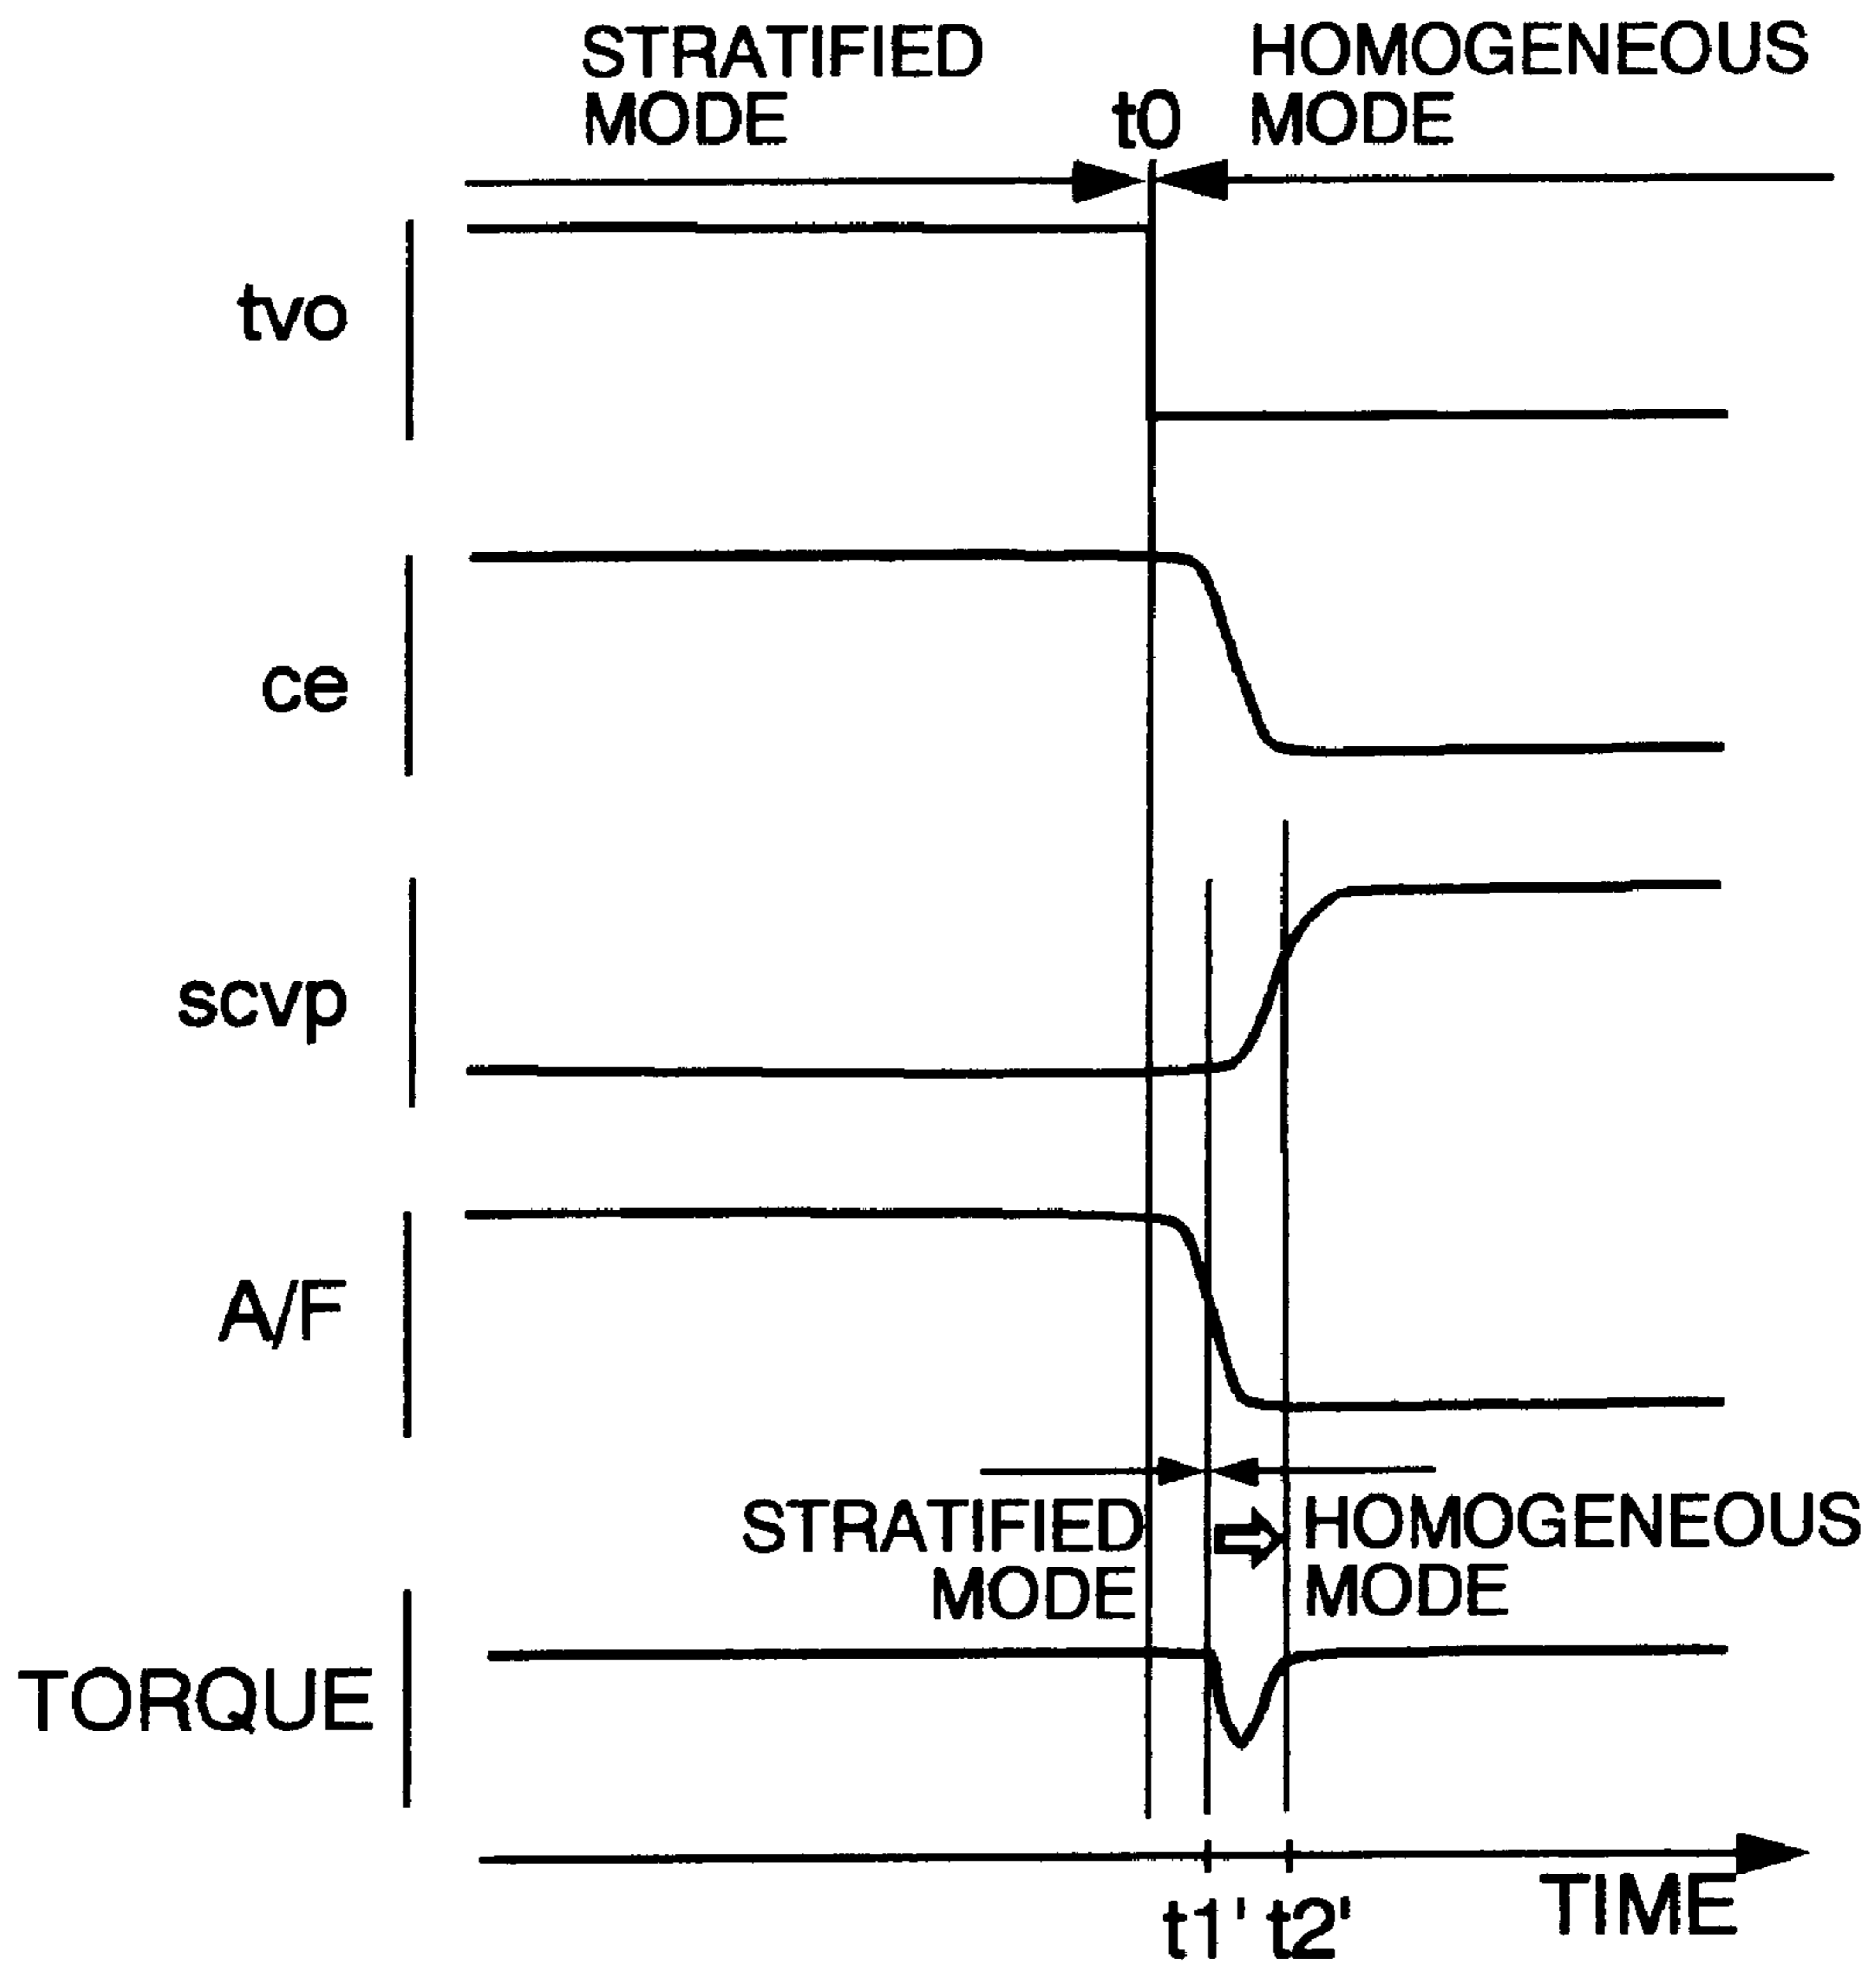 STRATIFIED
MODE
t0
HOMOGENEOUS
MODE
tvo
ce
scvp
A/F
STRATIFIED
MODE
HOMOGENEOUS
MODE
TORQUE
TIME
t1' t2'